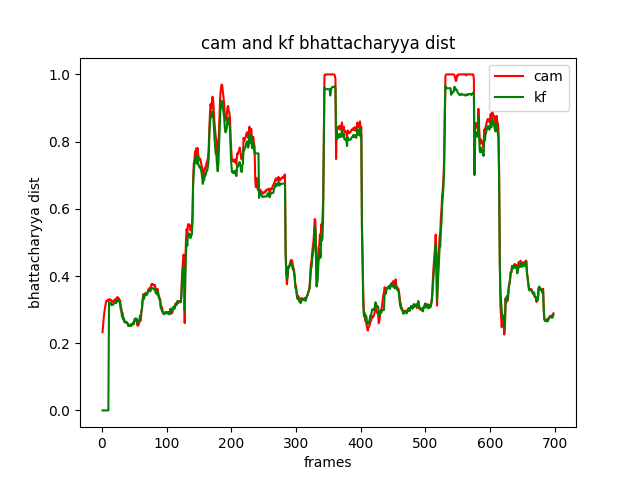 cam and kf bhattacharyya dist
cam
kf
1.0
0.8
0.6
0.4
0.2
0.0
bhattacharyya dist
0 100 200 300 400 500 600 700
frames